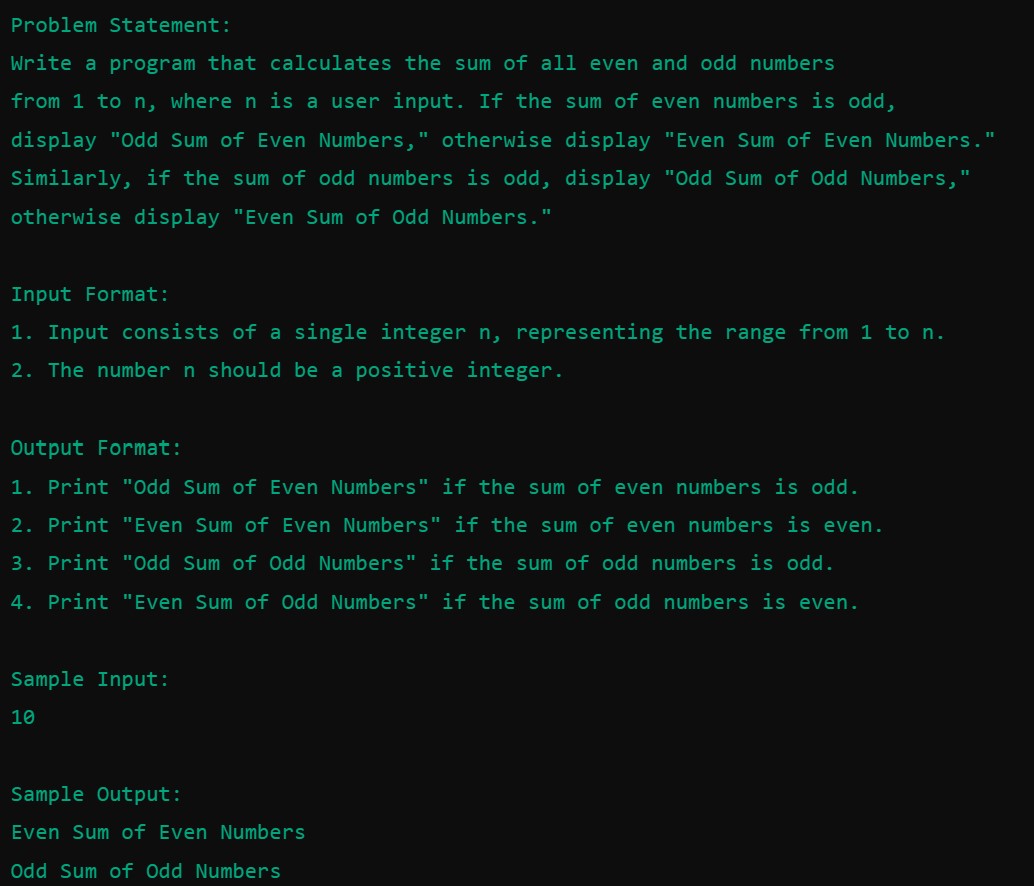 Problem Statement:
Write a program that calculates the sum of all even and odd numbers
from 1 to n, where n is a user input. If the sum of even numbers is odd,
display "Odd Sum of Even Numbers," otherwise display "Even Sum of Even Numbers."
Similarly, if the sum of odd numbers is odd, display "Odd Sum of Odd Numbers,"
otherwise display "Even Sum of Odd Numbers."
Input Format:
1. Input consists of a single integer n, representing the range from 1 to n.
2. The number n should be a positive integer.
Output Format:
1. Print "Odd Sum of Even Numbers" if the sum of even numbers is odd.
2. Print "Even Sum of Even Numbers" if the sum of even numbers is even.
3. Print "Odd Sum of Odd Numbers" if the sum of odd numbers is odd.
4. Print "Even Sum of Odd Numbers" if the sum of odd numbers is even.
Sample Input:
10
Sample Output:
Even Sum of Even Numbers
Odd Sum of Odd Numbers